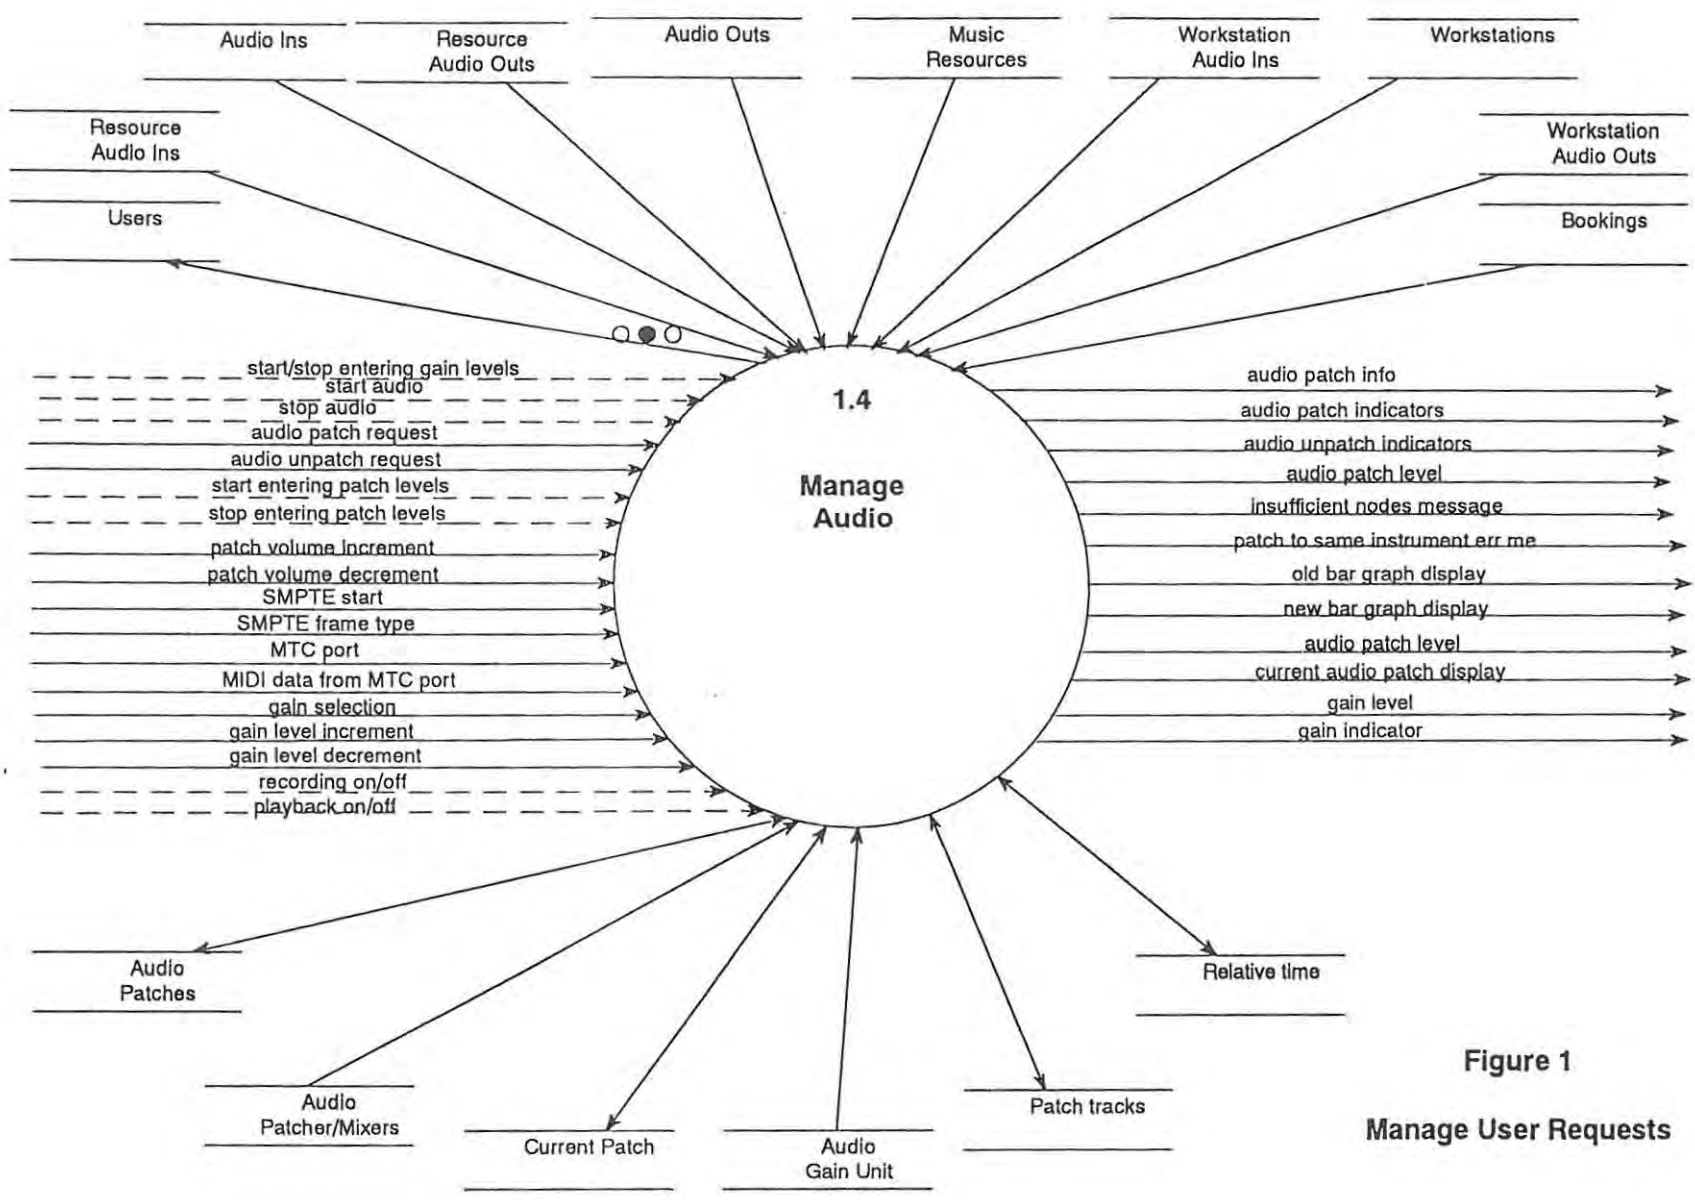 Audio Ins
Resource
Audio Outs
Audio Outs
Music
Resources
Workstation
Audio Ins
Workstations
Resource
Audio Ins
Workstation
Audio Outs
Users
Bookings
start/stop entering gain levels
start audio
stop audio
audio patch request
audio unpatch request
start entering patch levels
stop entering patch levels
patch volume increment
patch volume decrement
SMPTE start
SMPTE frame type
MTC port
MIDI data from MTC port
gain selection
gain level increment
gain level decrement
recording on/off
playback on/off
1.4
Manage
Audio
audio patch info
audio patch indicators
audio unpatch indicators
audio patch level
insufficient nodes message
patch to same instrument err me
old bar graph display
new bar graph display
audio patch level
current audio patch display
gain level
gain indicator
Audio
Patches
Relative time
Audio
Patcher/Mixers
Current Patch
Audio
Gain Unit
Patch tracks
Figure 1
Manage User Requests